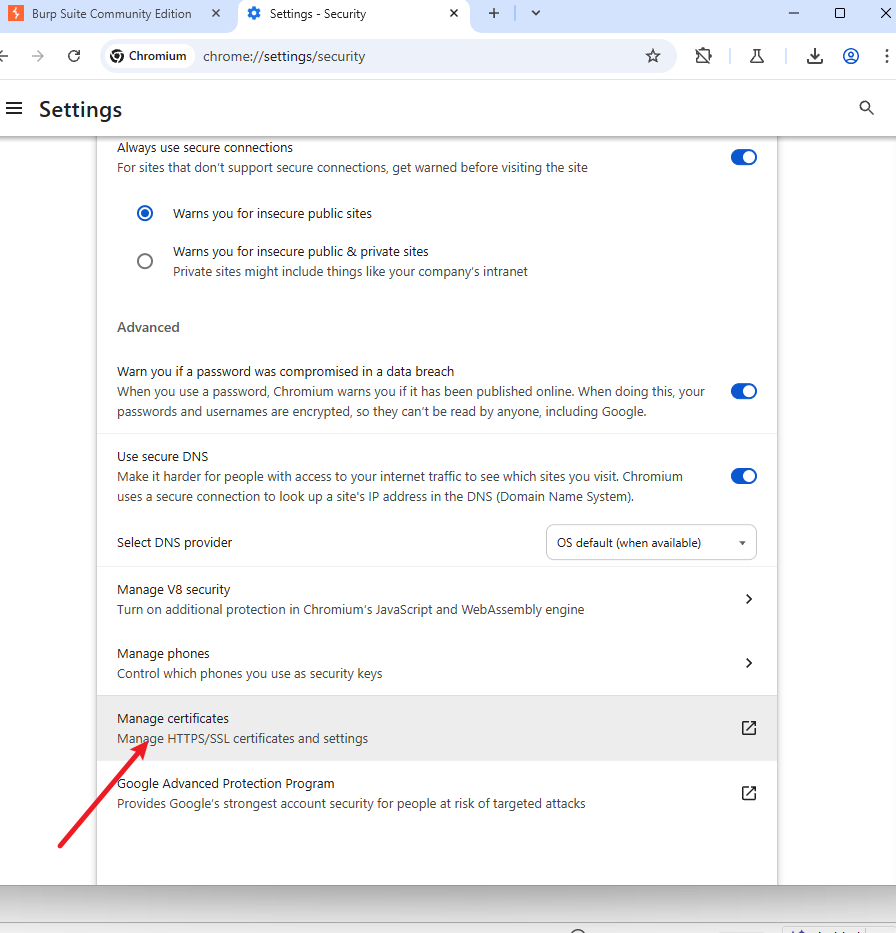 Burp Suite Community Edition
Settings - Security
Chromium
chrome://settings/security
Settings
Always use secure connections
For sites that don't support secure connections, get warned before visiting the site
Warns you for insecure public sites
Warns you for insecure public & private sites
Private sites might include things like your company's intranet
Advanced
Warn you if a password was compromised in a data breach
When you use a password, Chromium warns you if it has been published online. When doing this, your
passwords and usernames are encrypted, so they can't be read by anyone, including Google.
Use secure DNS
Make it harder for people with access to your internet traffic to see which sites you visit. Chromium
uses a secure connection to look up a site's IP address in the DNS (Domain Name System).
Select DNS provider
OS default (when available)
Manage V8 security
Turn on additional protection in Chromium's JavaScript and WebAssembly engine
Manage phones
Control which phones you use as security keys
Manage certificates
Manage HTTPS/SSL certificates and settings
Google Advanced Protection Program
Provides Google's strongest account security for people at risk of targeted attacks